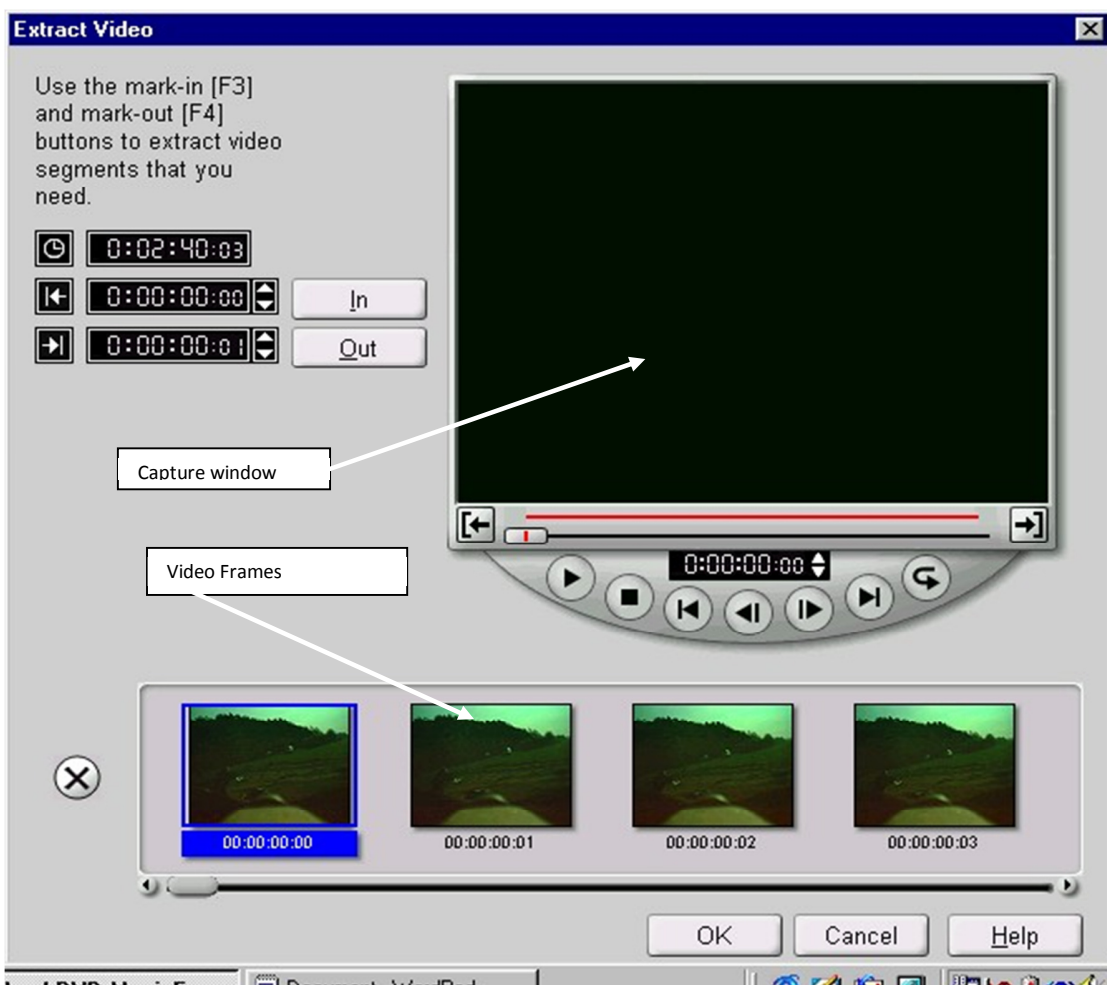 Extract Video
Use the mark-in [F3]
and mark-out [F4]
buttons to extract video
segments that you
need.
0:02:40:03
0:00:00:00 In
0:00:00:01 Out
Capture window
Video Frames
0:00:00:00
00:00:00:00 00:00:00:01 00:00:00:02 00:00:00:03
OK Cancel Help